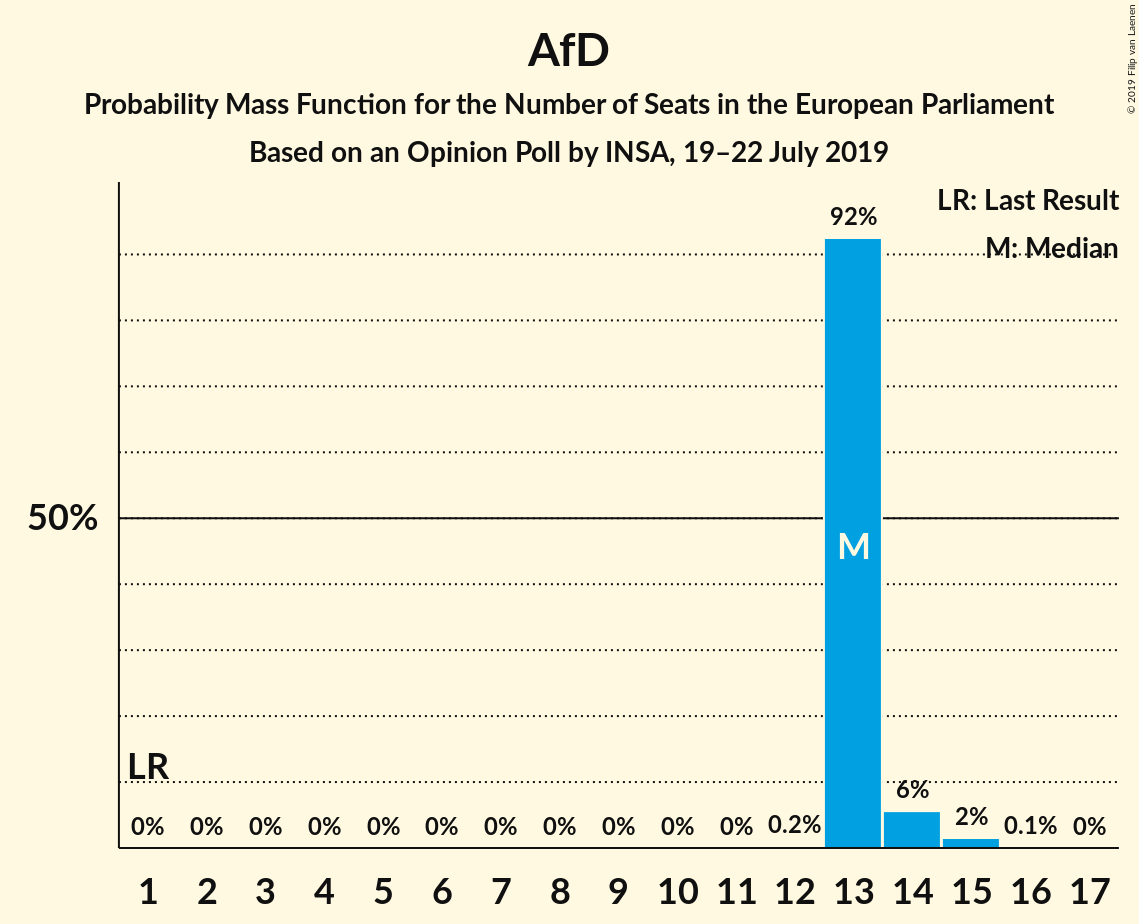 AfD
Probability Mass Function for the Number of Seats in the European Parliament
Based on an Opinion Poll by INSA, 19–22 July 2019
© 2019 Filip van Laenen
LR: Last Result
M: Median
92%
50%
M
LR
0% 0% 0% 0% 0% 0% 0% 0% 0% 0% 0% 0.2% 6% 2% 0.1% 0%
1 2 3 4 5 6 7 8 9 10 11 12 13 14 15 16 17